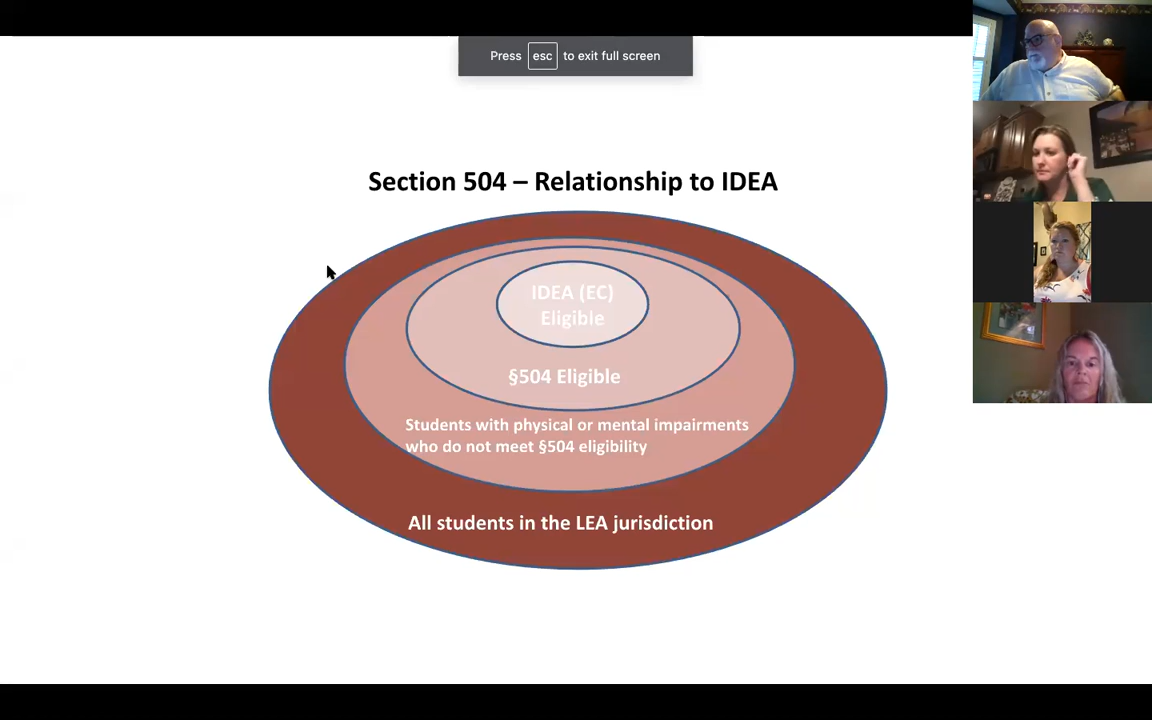 Press esc to exit full screen
Section 504 – Relationship to IDEA
IDEA (EC)
Eligible
§504 Eligible
Students with physical or mental impairments
who do not meet §504 eligibility
All students in the LEA jurisdiction